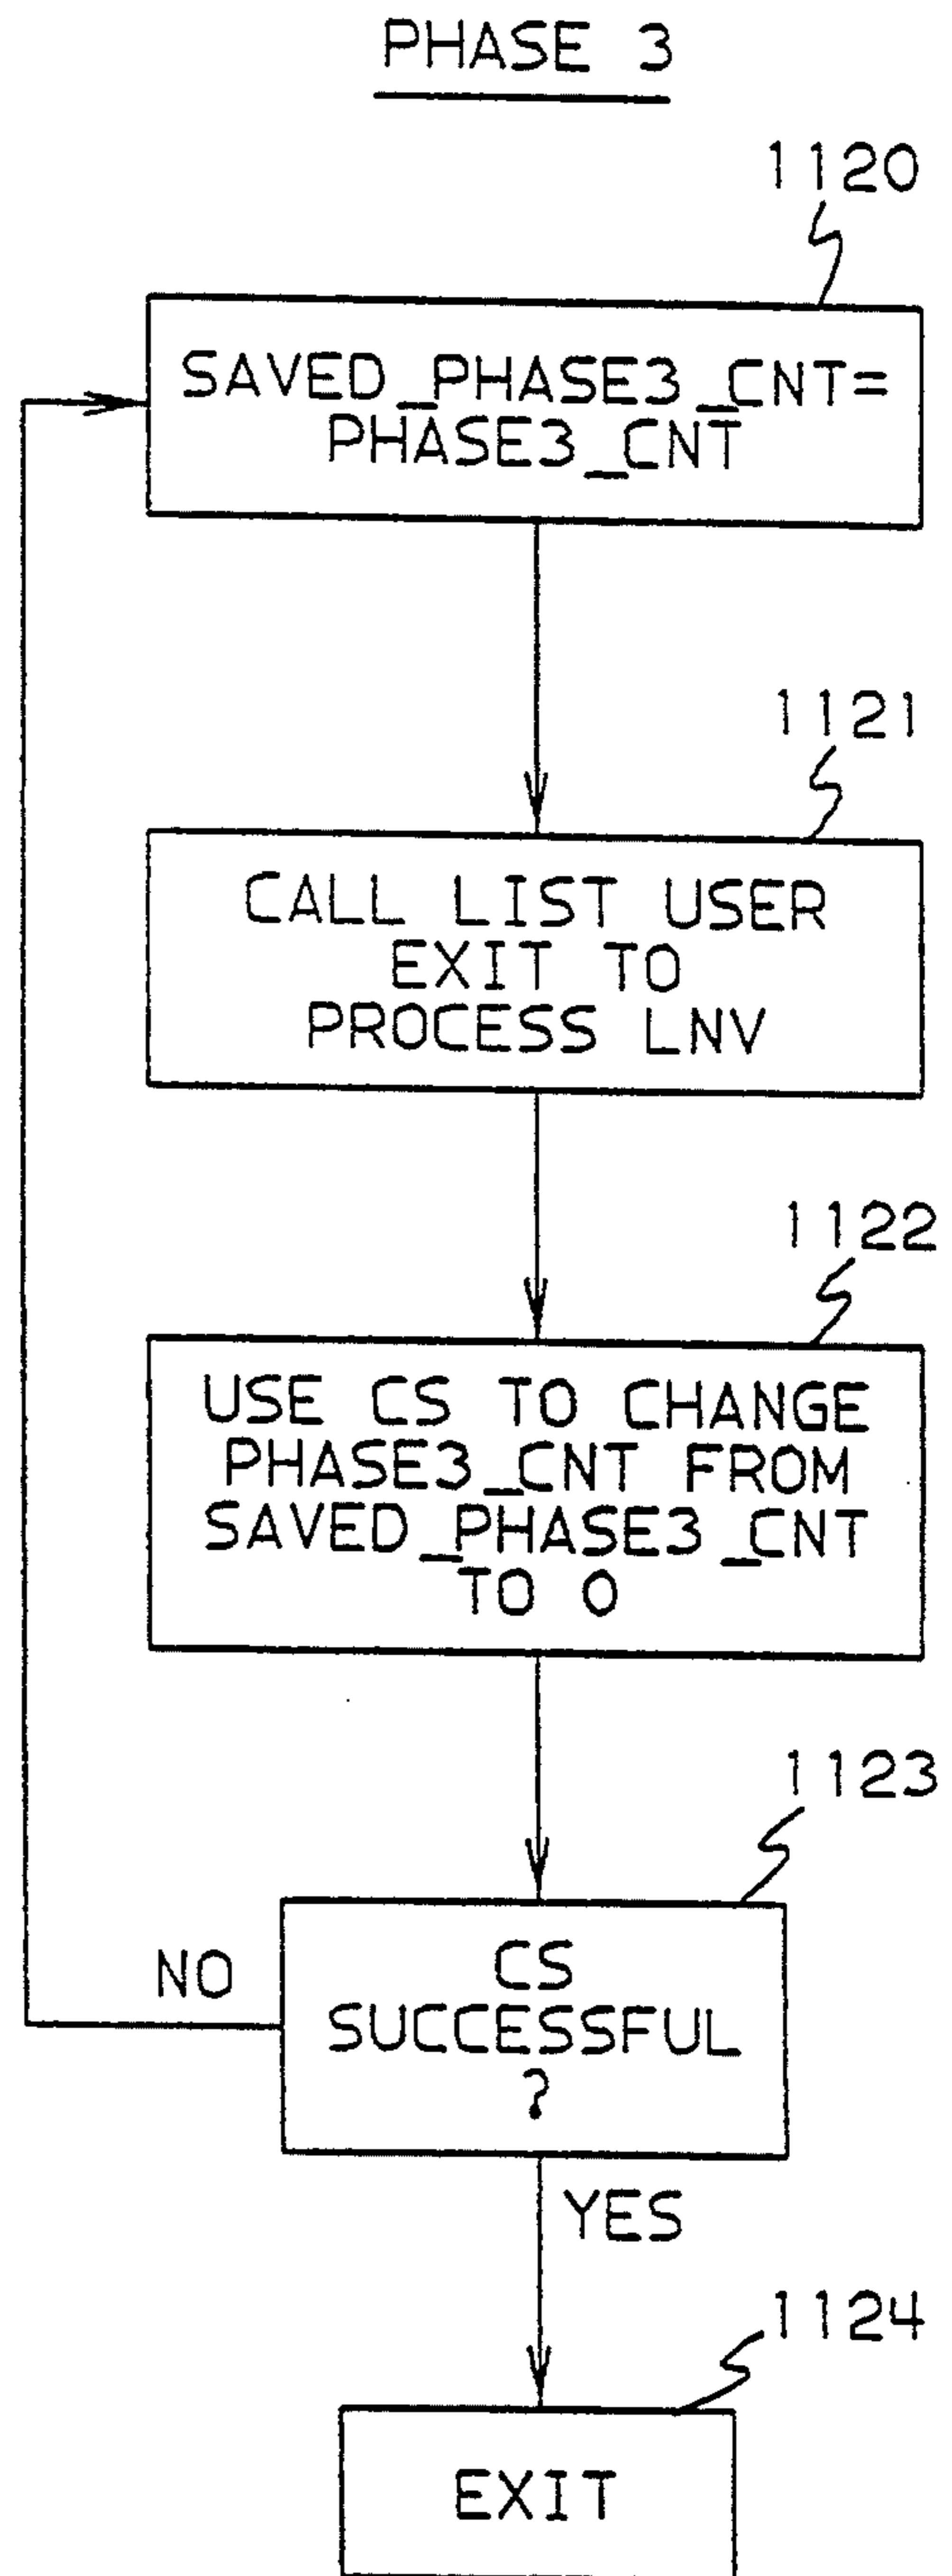 PHASE 3
1120
SAVED_PHASE3_CNT=
PHASE3_CNT
1121
CALL LIST USER
EXIT TO
PROCESS LNV
1122
USE CS TO CHANGE
PHASE3_CNT FROM
SAVED_PHASE3_CNT
TO 0
1123
CS
SUCCESSFUL
?
NO
YES
1124
EXIT